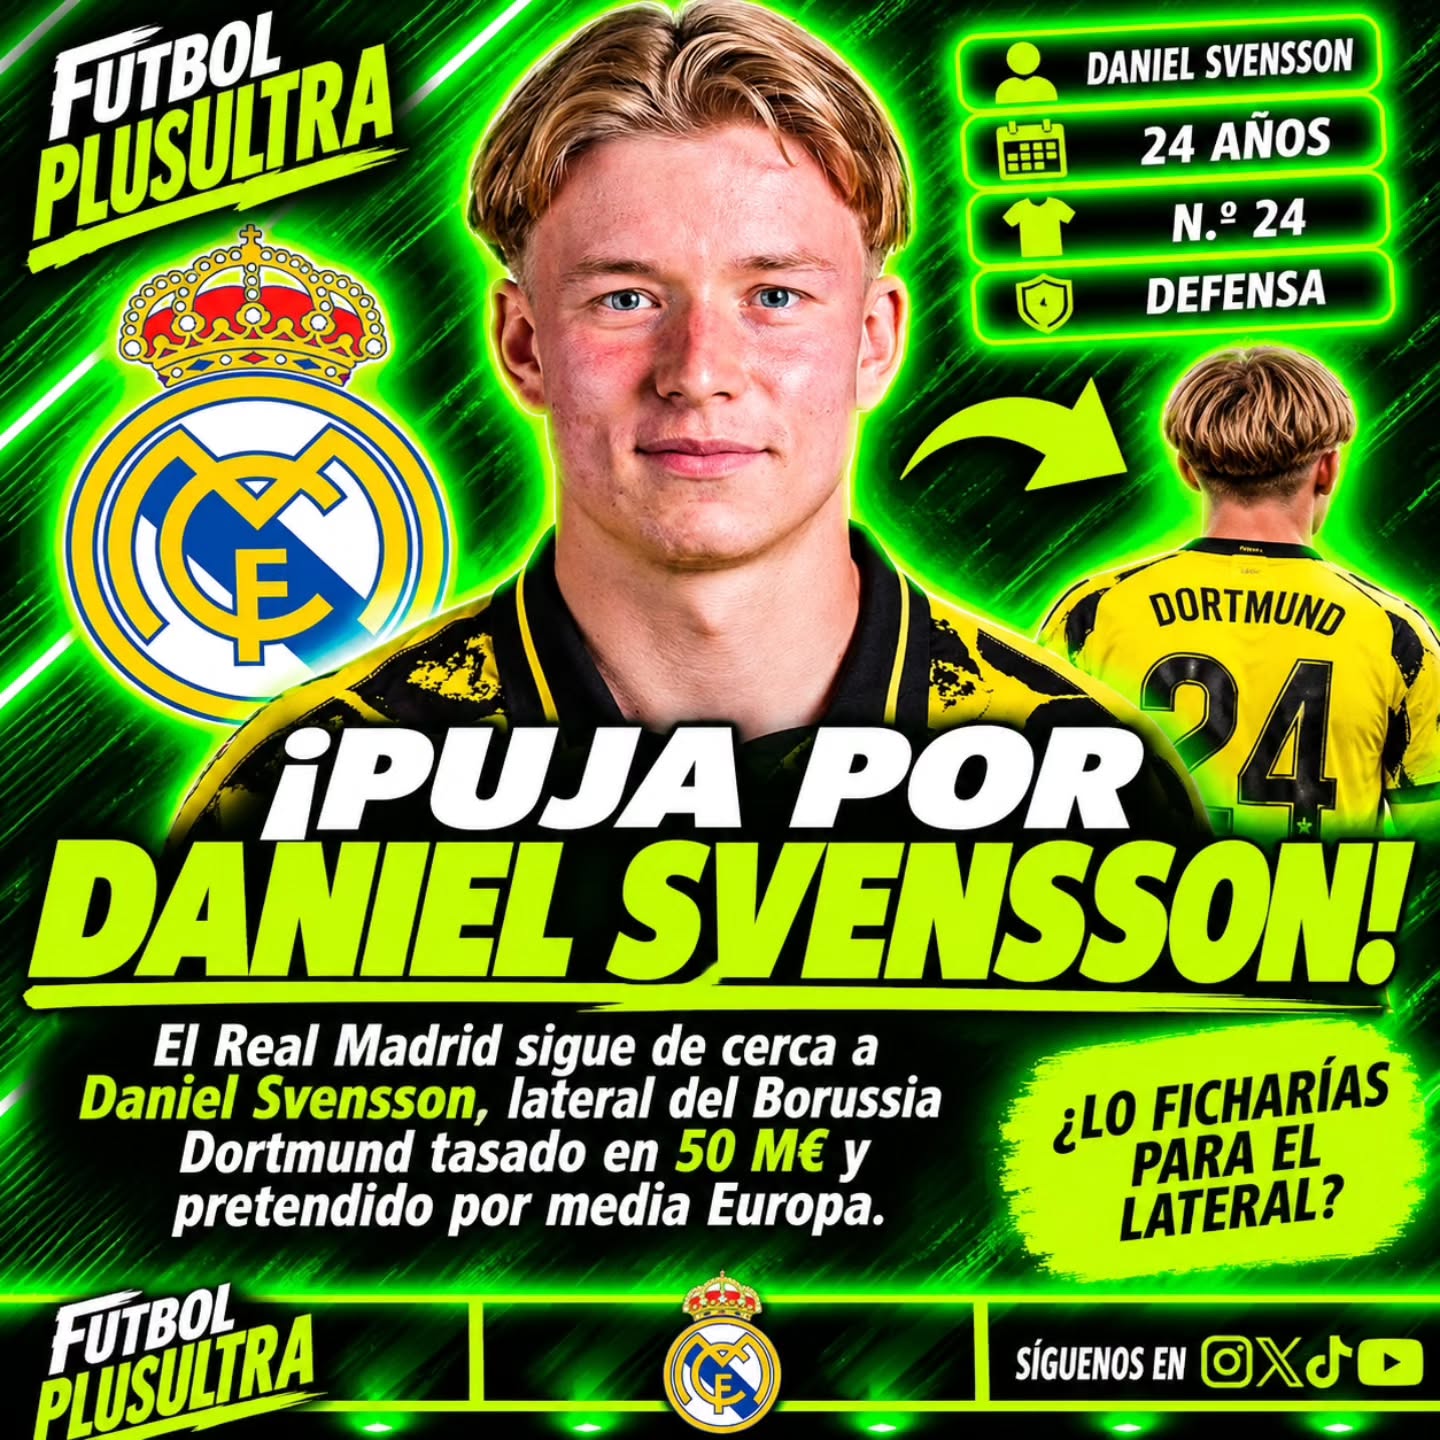 FUTBOL
PLUSULTRA
DANIEL SVENSSON
24 AÑOS
N.º 24
DEFENSA
DORTMUND
24
¡PUJA POR
DANIEL SVENSSON!
El Real Madrid sigue de cerca a
Daniel Svensson, lateral del Borussia
Dortmund tasado en 50 M€ y
pretendido por media Europa.
¿LO FICHARÍAS
PARA EL
LATERAL?
FUTBOL
PLUSULTRA
SÍGUENOS EN